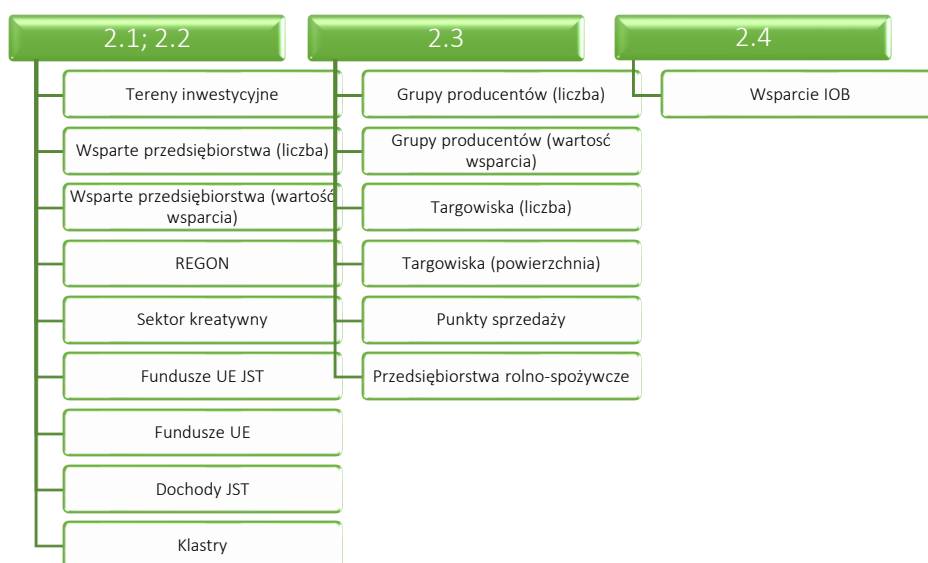 2.1; 2.2
Tereny inwestycyjne
Wsparte przedsiębiorstwa (liczba)
Wsparte przedsiębiorstwa (wartość
wsparcia)
REGON
Sektor kreatywny
Fundusze UE JST
Fundusze UE
Dochody JST
Klastry
2.3
Grupy producentów (liczba)
Grupy producentów (wartosć
wsparcia)
Targowiska (liczba)
Targowiska (powierzchnia)
Punkty sprzedaży
Przedsiębiorstwa rolno-spożywcze
2.4
Wsparcie IOB